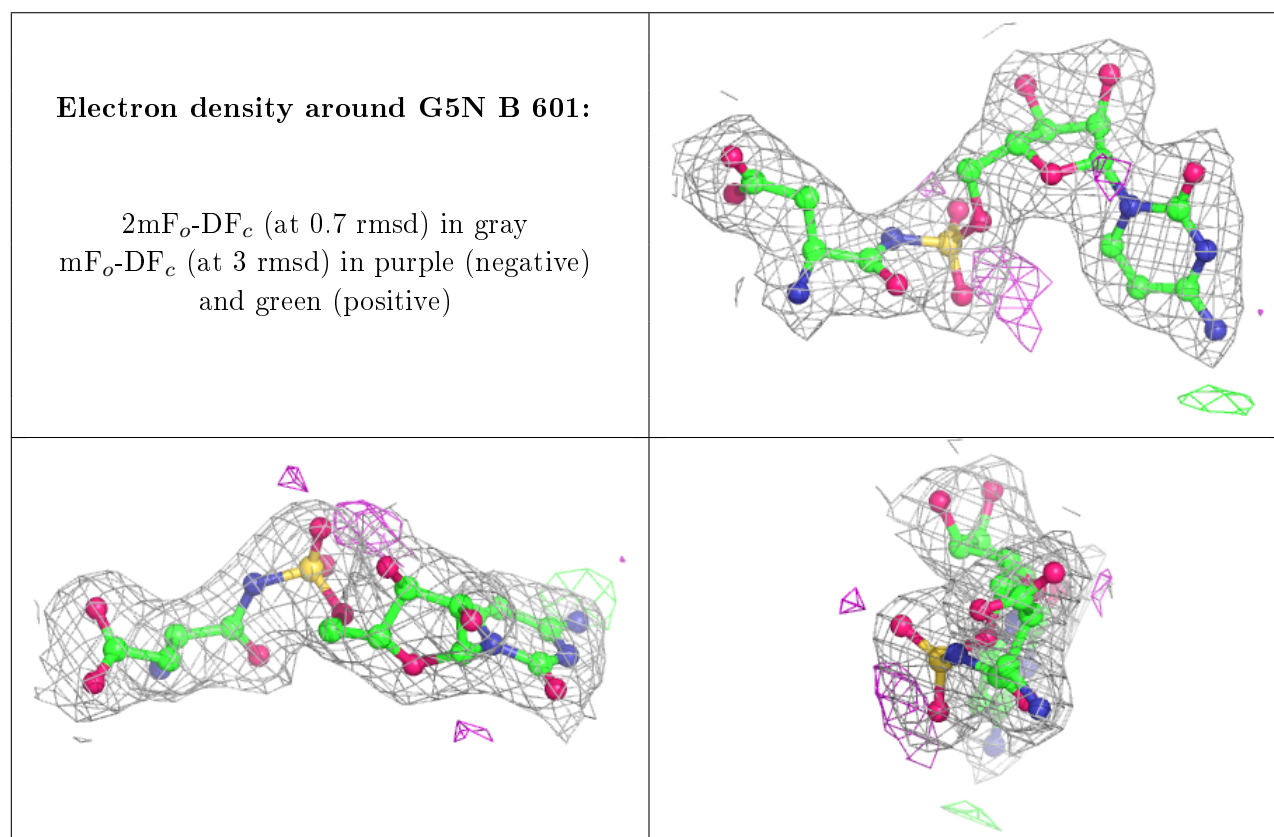 Electron density around G5N B 601:
2mFₒ-DF𝑐 (at 0.7 rmsd) in gray
mFₒ-DF𝑐 (at 3 rmsd) in purple (negative)
and green (positive)